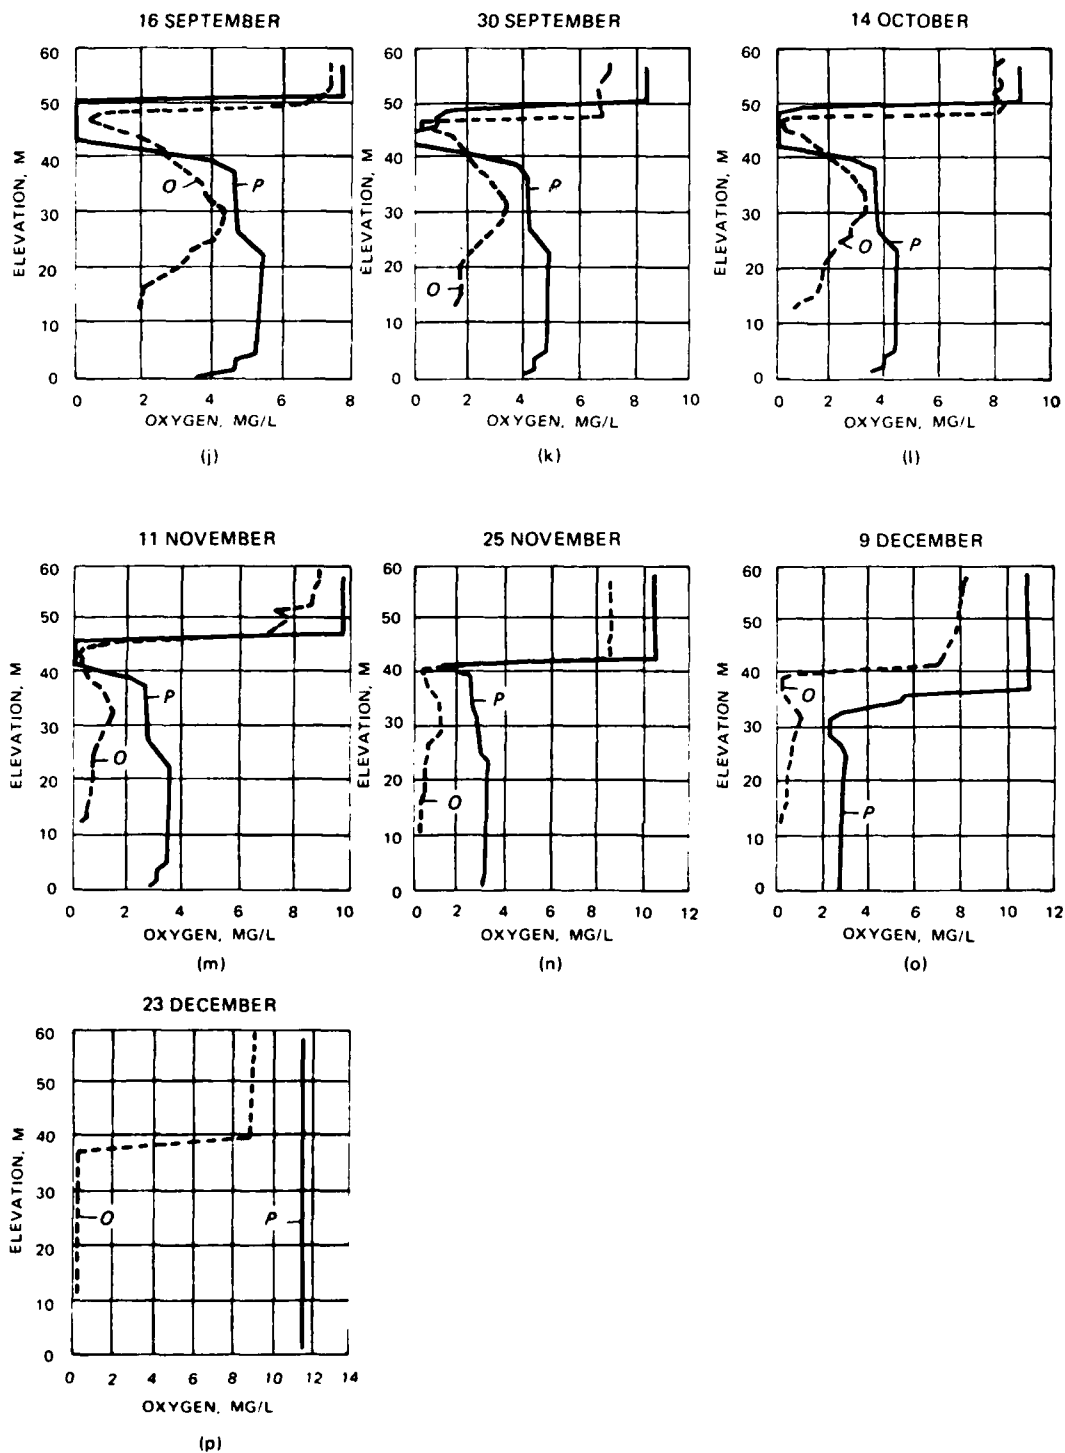 16 SEPTEMBER
30 SEPTEMBER
14 OCTOBER
ELEVATION, M
60
50
40
30
20
10
0
O
P
0 2 4 6 8
OXYGEN, MG/L
(j)
ELEVATION, M
60
50
40
30
20
10
0
P
O
0 2 4 6 8 10
OXYGEN, MG/L
(k)
ELEVATION, M
60
50
40
30
20
10
0
O
P
0 2 4 6 8 10
OXYGEN, MG/L
(l)
11 NOVEMBER
25 NOVEMBER
9 DECEMBER
ELEVATION, M
60
50
40
30
20
10
0
P
O
0 2 4 6 8 10
OXYGEN, MG/L
(m)
ELEVATION, M
60
50
40
30
20
10
0
P
O
0 2 4 6 8 10 12
OXYGEN, MG/L
(n)
ELEVATION M
60
50
40
30
20
10
0
O
P
0 2 4 6 8 10 12
OXYGEN, MG/L
(o)
23 DECEMBER
ELEVATION, M
60
50
40
30
20
10
0
O
P
0 2 4 6 8 10 12 14
OXYGEN, MG/L
(p)